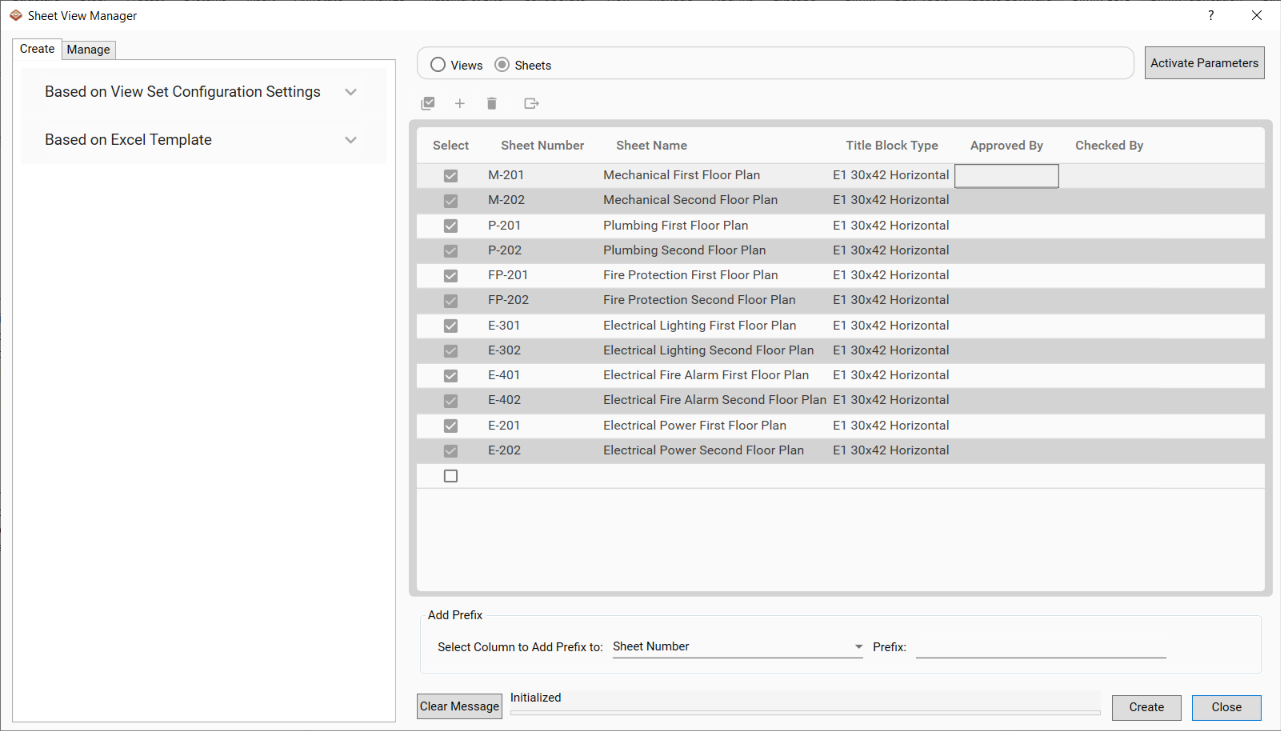 Sheet View Manager ?
Create Manage
Based on View Set Configuration Settings
Based on Excel Template
Views Sheets Activate Parameters
Select Sheet Number Sheet Name Title Block Type Approved By Checked By
M-201 Mechanical First Floor Plan E1 30x42 Horizontal
M-202 Mechanical Second Floor Plan E1 30x42 Horizontal
P-201 Plumbing First Floor Plan E1 30x42 Horizontal
P-202 Plumbing Second Floor Plan E1 30x42 Horizontal
FP-201 Fire Protection First Floor Plan E1 30x42 Horizontal
FP-202 Fire Protection Second Floor Plan E1 30x42 Horizontal
E-301 Electrical Lighting First Floor Plan E1 30x42 Horizontal
E-302 Electrical Lighting Second Floor Plan E1 30x42 Horizontal
E-401 Electrical Fire Alarm First Floor Plan E1 30x42 Horizontal
E-402 Electrical Fire Alarm Second Floor Plan E1 30x42 Horizontal
E-201 Electrical Power First Floor Plan E1 30x42 Horizontal
E-202 Electrical Power Second Floor Plan E1 30x42 Horizontal
Add Prefix
Select Column to Add Prefix to: Sheet Number Prefix:
Clear Message Initialized Create Close